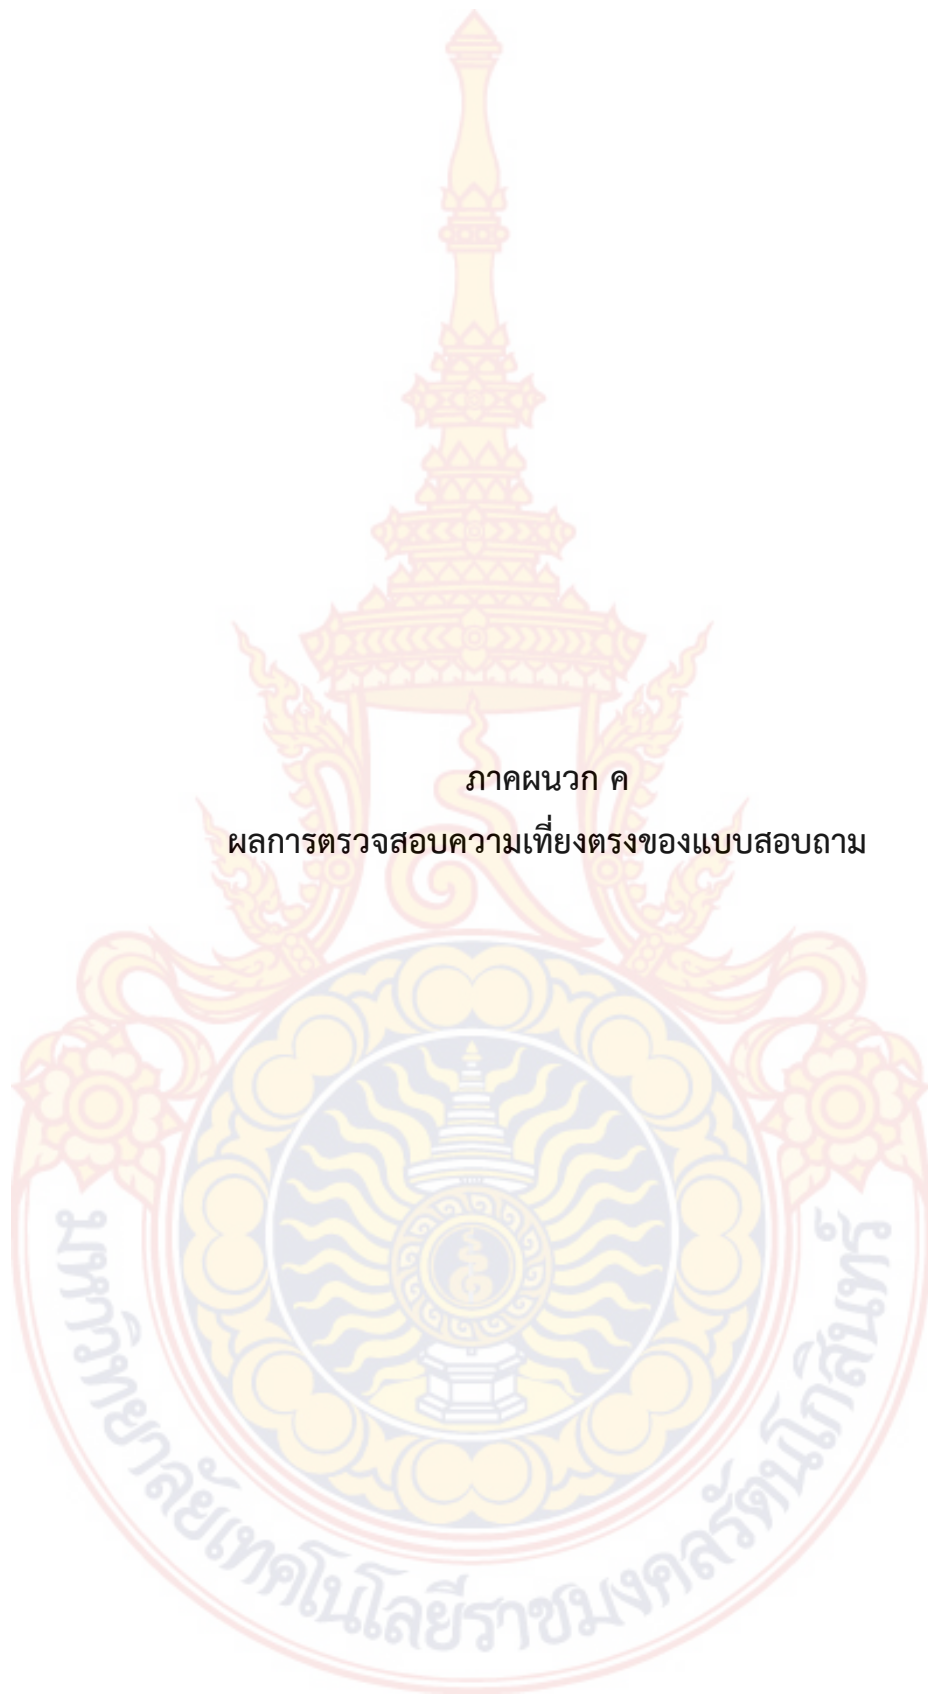 ภาคผนวก ค
ผลการตรวจสอบความเที่ยงตรงของแบบสอบถาม
มหาวิทยาลัยเทคโนโลยีราชมงคลรัตนโกสินทร์